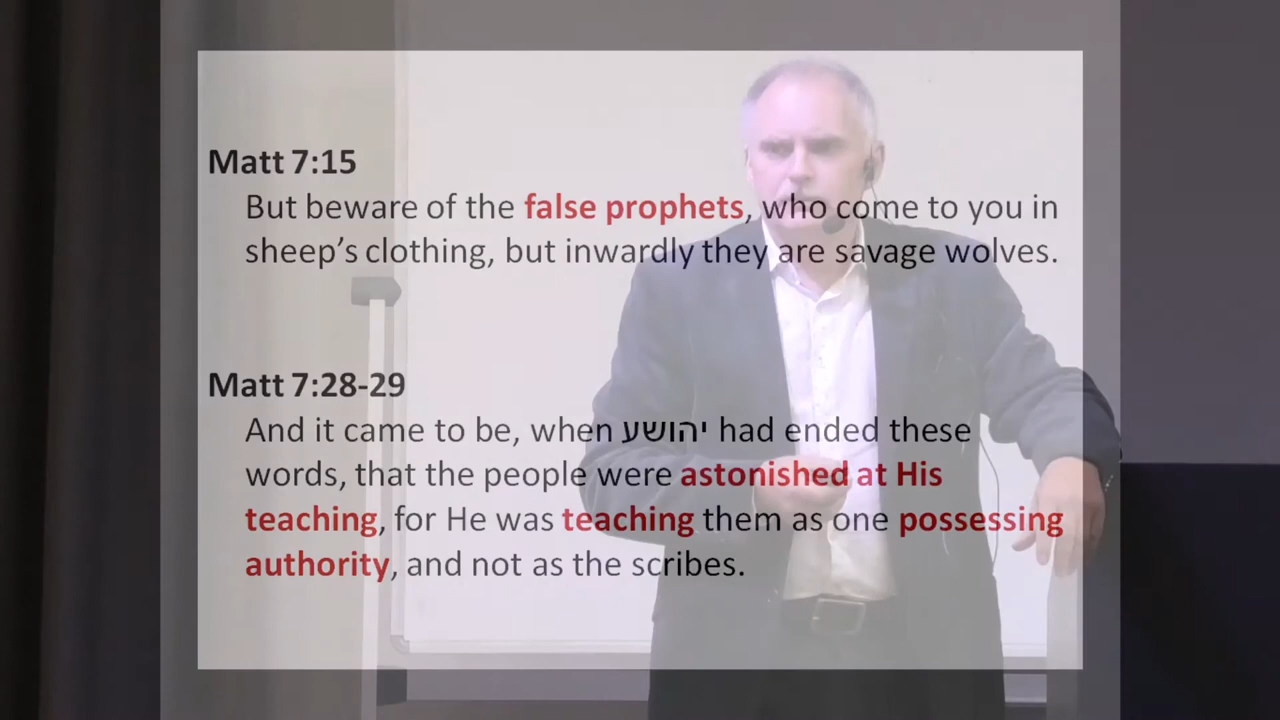 Matt 7:15
But beware of the false prophets, who come to you in
sheep’s clothing, but inwardly they are savage wolves.
Matt 7:28-29
And it came to be, when יהושע had ended these
words, that the people were astonished at His
teaching, for He was teaching them as one possessing
authority, and not as the scribes.